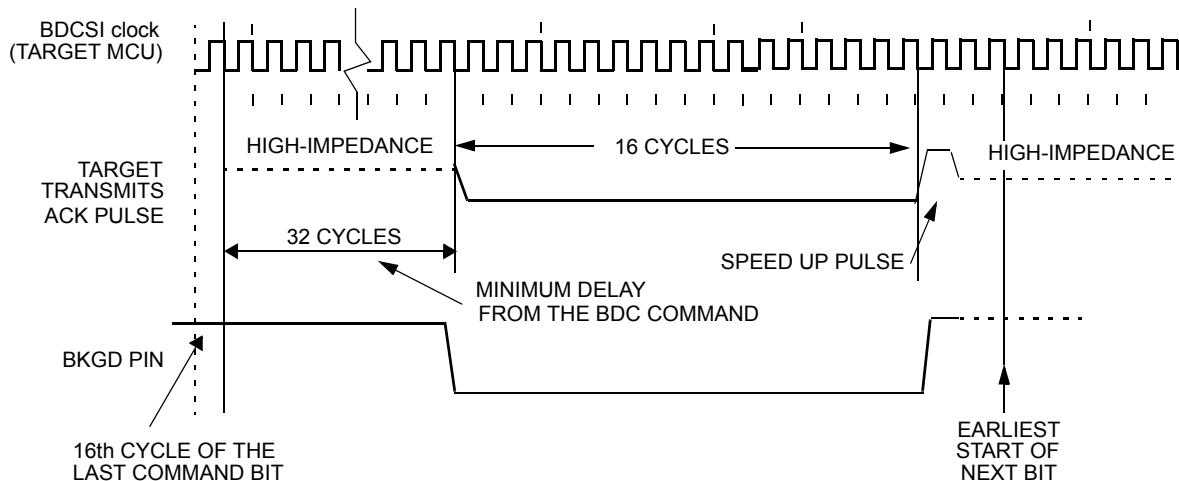 BDCSI clock
(TARGET MCU)
HIGH-IMPEDANCE
16 CYCLES
HIGH-IMPEDANCE
TARGET
TRANSMITS
ACK PULSE
32 CYCLES
SPEED UP PULSE
MINIMUM DELAY
FROM THE BDC COMMAND
BKGD PIN
16th CYCLE OF THE
LAST COMMAND BIT
EARLIEST
START OF
NEXT BIT